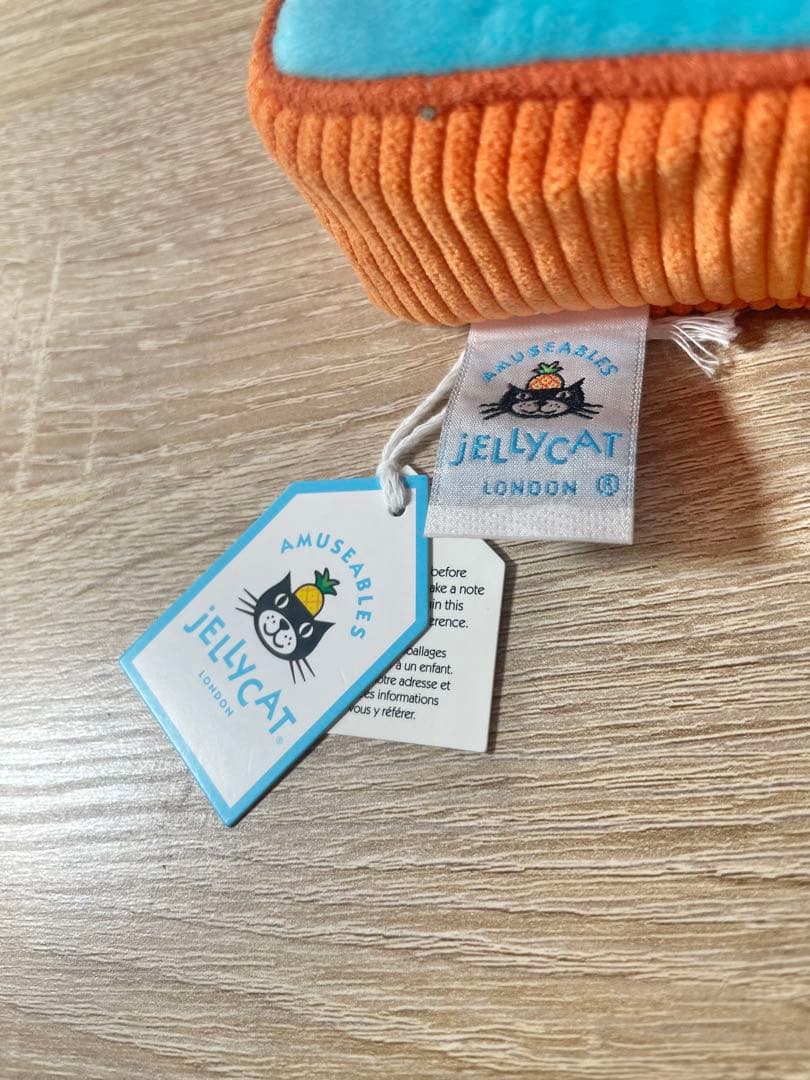 AMUSEABLES
jELLYCAT
LONDON ®
AMUSEABLES
jELLYCAT
LONDON
®
before
ake a note
in this
erence.
ballages
à un enfant.
otre adresse et
es informations
vous y référer.